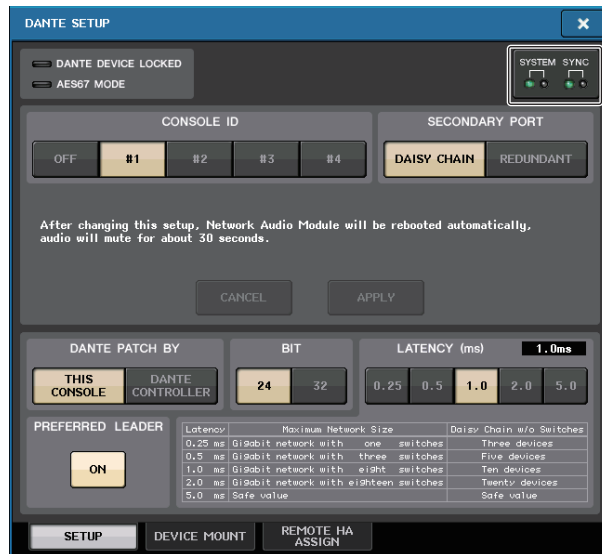 DANTE SETUP
DANTE DEVICE LOCKED
AES67 MODE
SYSTEM SYNC
CONSOLE ID
OFF #1 #2 #3 #4
SECONDARY PORT
DAISY CHAIN REDUNDANT
After changing this setup, Network Audio Module will be rebooted automatically,
audio will mute for about 30 seconds.
CANCEL APPLY
DANTE PATCH BY
THIS CONSOLE
DANTE CONTROLLER
BIT
24 32
LATENCY (ms) 1.0ms
0.25 0.5 1.0 2.0 5.0
PREFERRED LEADER
ON
Latency Maximum Network Size Daisy Chain w/o Switches
0.25 ms Gigabit network with one switches Three devices
0.5 ms Gigabit network with three switches Five devices
1.0 ms Gigabit network with eight switches Ten devices
2.0 ms Gigabit network with eighteen switches Twenty devices
5.0 ms Safe value Safe value
SETUP DEVICE MOUNT REMOTE HA ASSIGN